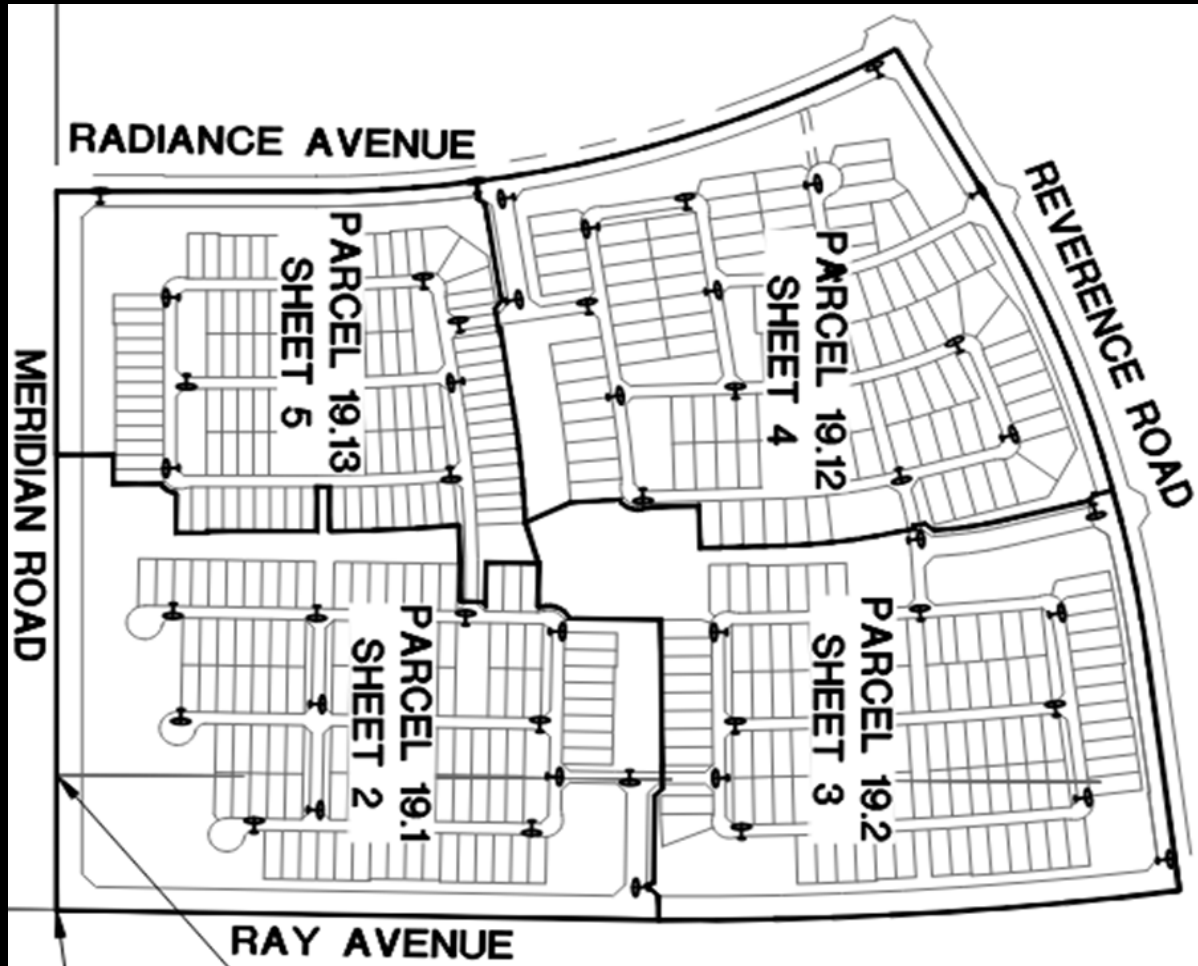 RADIANCE AVENUE
REVERENCE ROAD
PARCEL 19.13
SHEET 5
PARCEL 19.12
SHEET 4
MERIDIAN ROAD
PARCEL 19.1
SHEET 2
PARCEL 19.2
SHEET 3
RAY AVENUE